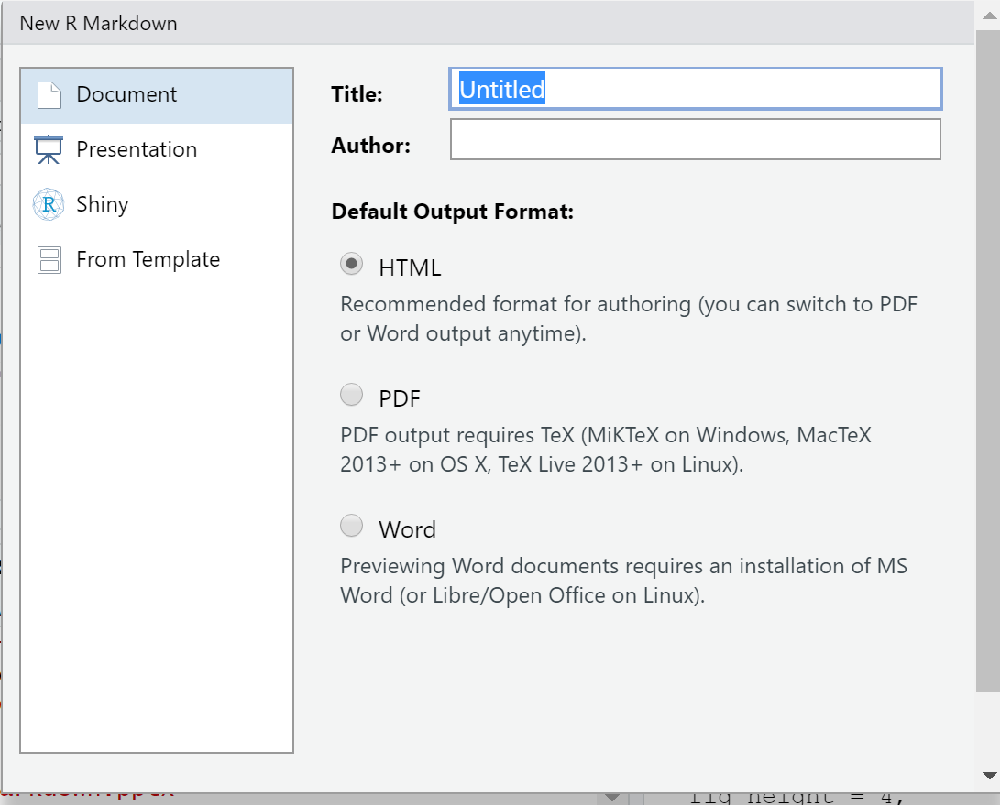 New R Markdown
Document
Presentation
R
Shiny
From Template
Title:
Untitled
Author:
Default Output Format:
HTML
Recommended format for authoring (you can switch to PDF
or Word output anytime).
PDF
PDF output requires TeX (MiKTeX on Windows, MacTeX
2013+ on OS X, TeX Live 2013+ on Linux).
Word
Previewing Word documents requires an installation of MS
Word (or Libre/Open Office on Linux).
fig_height = 4,